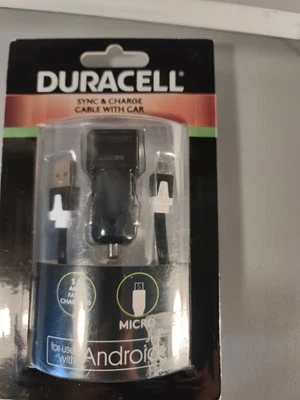 DURACELL
SYNC & CHARGE
CABLE WITH CAR
MICRO
for use
with Android